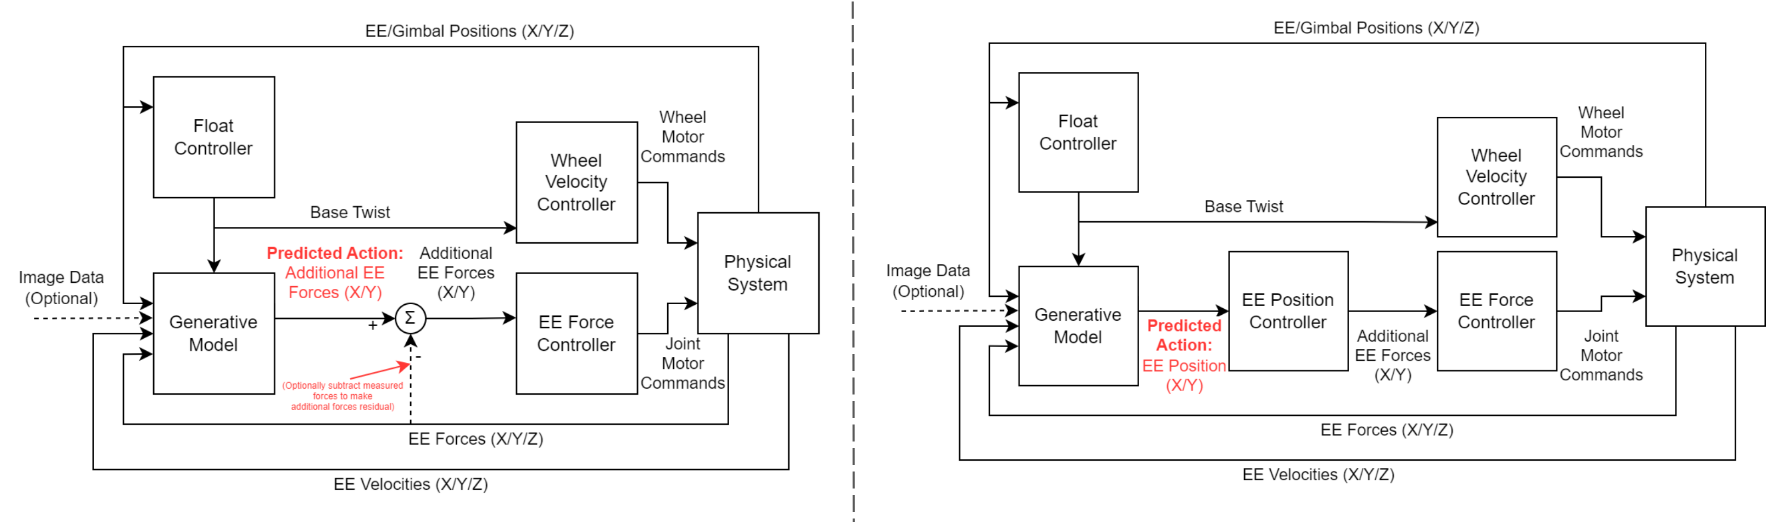 EE/Gimbal Positions (X/Y/Z)
Float
Controller
Wheel
Motor
Commands
Wheel
Velocity
Controller
Base Twist
Predicted Action:
Additional EE
Forces (X/Y)
Additional
EE Forces
(X/Y)
Image Data
(Optional)
Physical
System
Generative
Model
+
Σ
-
EE Force
Controller
Joint
Motor
Commands
(Optionally subtract measured
forces to make
additional forces residual)
EE Forces (X/Y/Z)
EE Velocities (X/Y/Z)
EE/Gimbal Positions (X/Y/Z)
Float
Controller
Wheel
Motor
Commands
Wheel
Velocity
Controller
Base Twist
Image Data
(Optional)
Physical
System
Generative
Model
Predicted
Action:
EE Position
(X/Y)
EE Position
Controller
Additional
EE Forces
(X/Y)
EE Force
Controller
Joint
Motor
Commands
EE Forces (X/Y/Z)
EE Velocities (X/Y/Z)